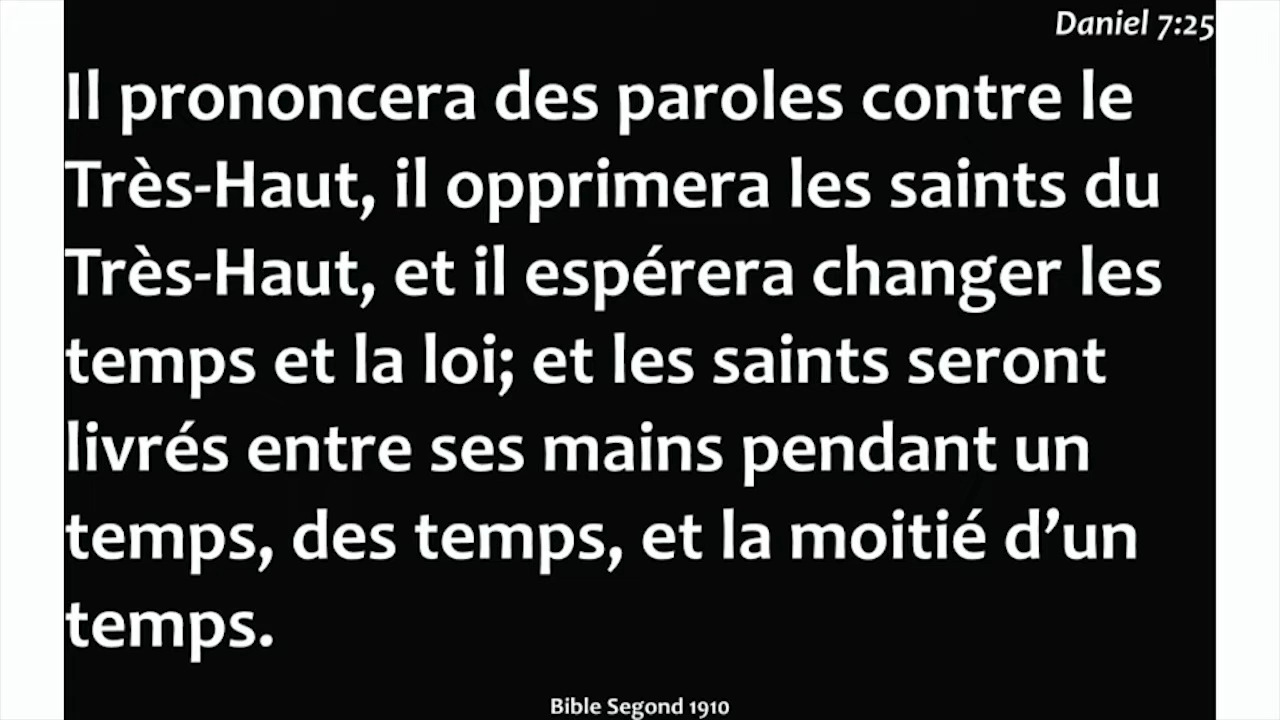 Daniel 7:25
Il prononcera des paroles contre le
Très-Haut, il opprimera les saints du
Très-Haut, et il espérera changer les
temps et la loi; et les saints seront
livrés entre ses mains pendant un
temps, des temps, et la moitié d’un
temps.
Bible Segond 1910